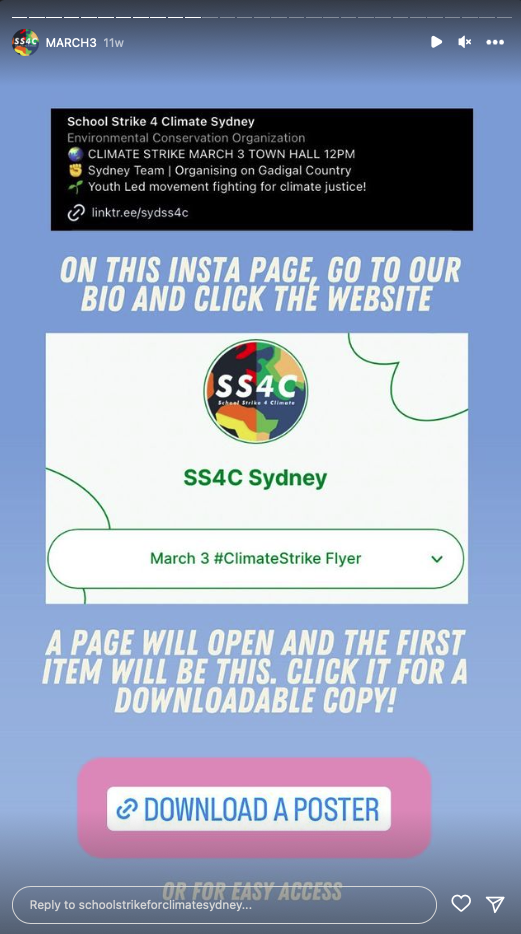 MARCH3 11w
School Strike 4 Climate Sydney
Environmental Conservation Organization
CLIMATE STRIKE MARCH 3 TOWN HALL 12PM
Sydney Team | Organising on Gadigal Country
Youth Led movement fighting for climate justice!
linktr.ee/sydss4c
ON THIS INSTA PAGE, GO TO OUR
BIO AND CLICK THE WEBSITE
SS4C
School Strike 4 Climate
SS4C Sydney
March 3 #ClimateStrike Flyer
A PAGE WILL OPEN AND THE FIRST
ITEM WILL BE THIS. CLICK IT FOR A
DOWNLOADABLE COPY!
DOWNLOAD A POSTER
OR FOR EASY ACCESS
Reply to schoolstrikeforclimatesydney...